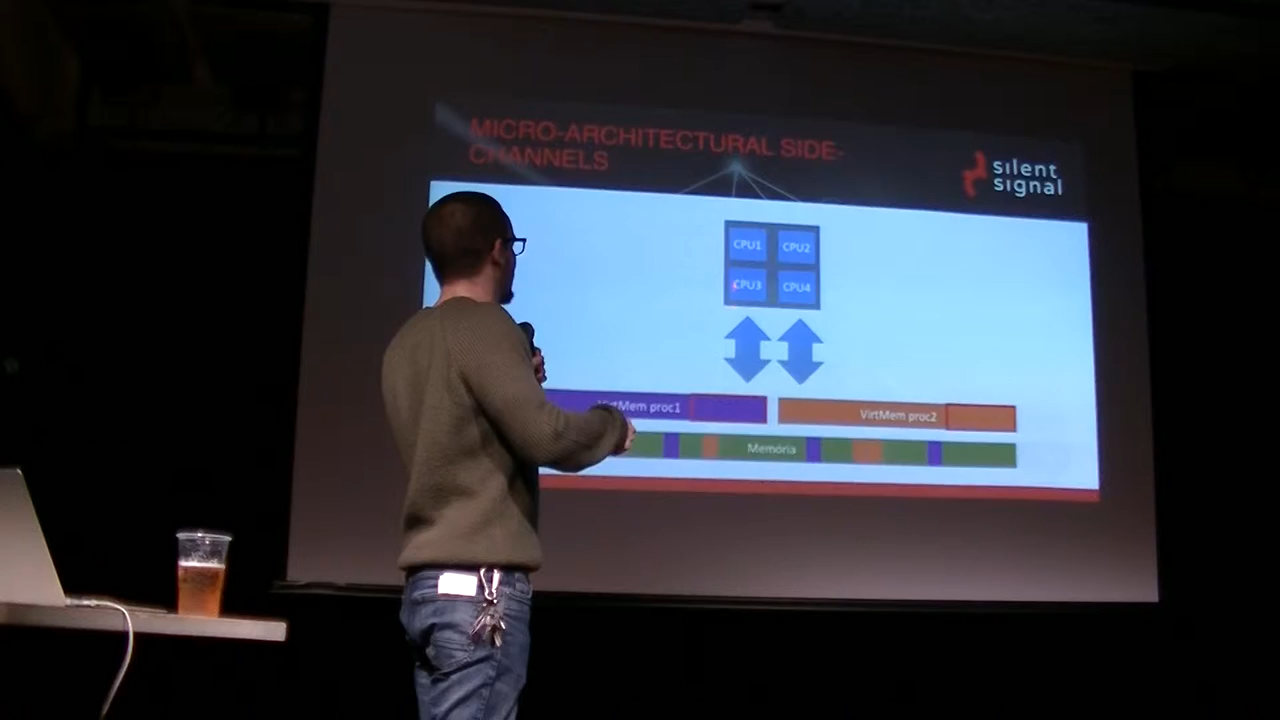 MICRO-ARCHITECTURAL SIDE-
CHANNELS
silent
signal
CPU1 CPU2
CPU3 CPU4
VirtMem proc1 VirtMem proc2
Memória